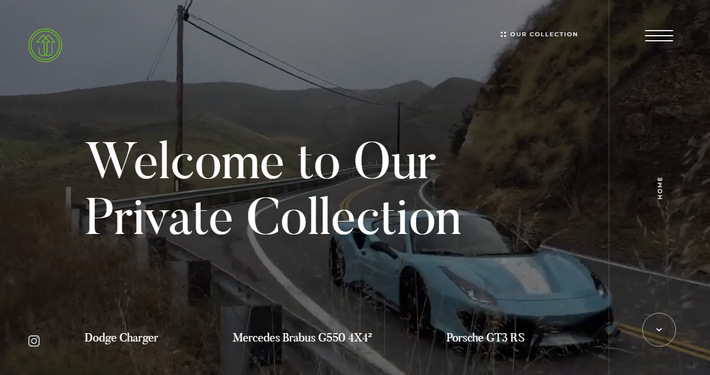 OUR COLLECTION
Welcome to Our
Private Collection
HOME
Dodge Charger
Mercedes Brabus G550 4X4²
Porsche GT3 RS